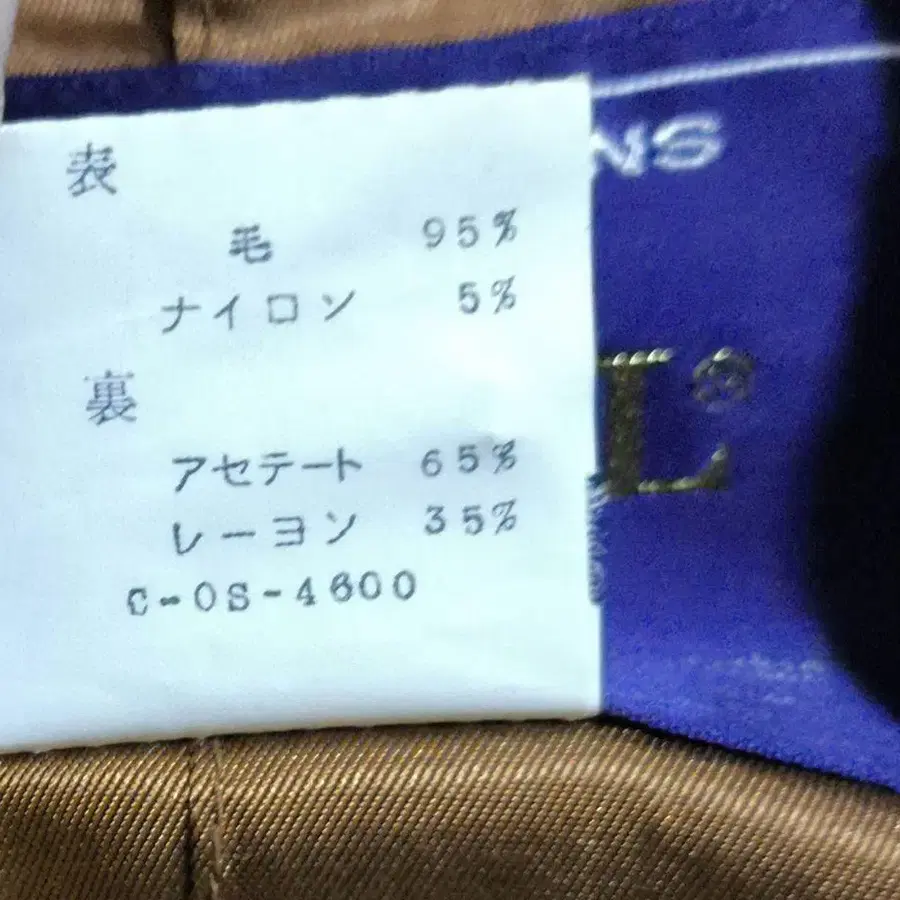 表
毛 95%
ナイロン 5%
裏
アセテート 65%
レーヨン 35%
C-OS-4600
NS
L®